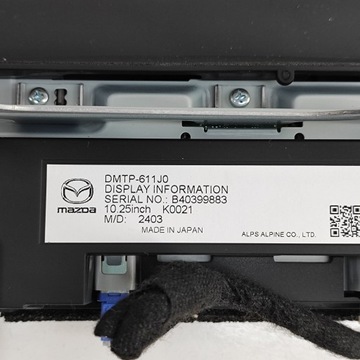 DMTP-611J0
DISPLAY INFORMATION
SERIAL NO.: B40399883
mazda 10.25inch K0021
M/D: 2403
MADE IN JAPAN ALPS ALPINE CO., LTD.